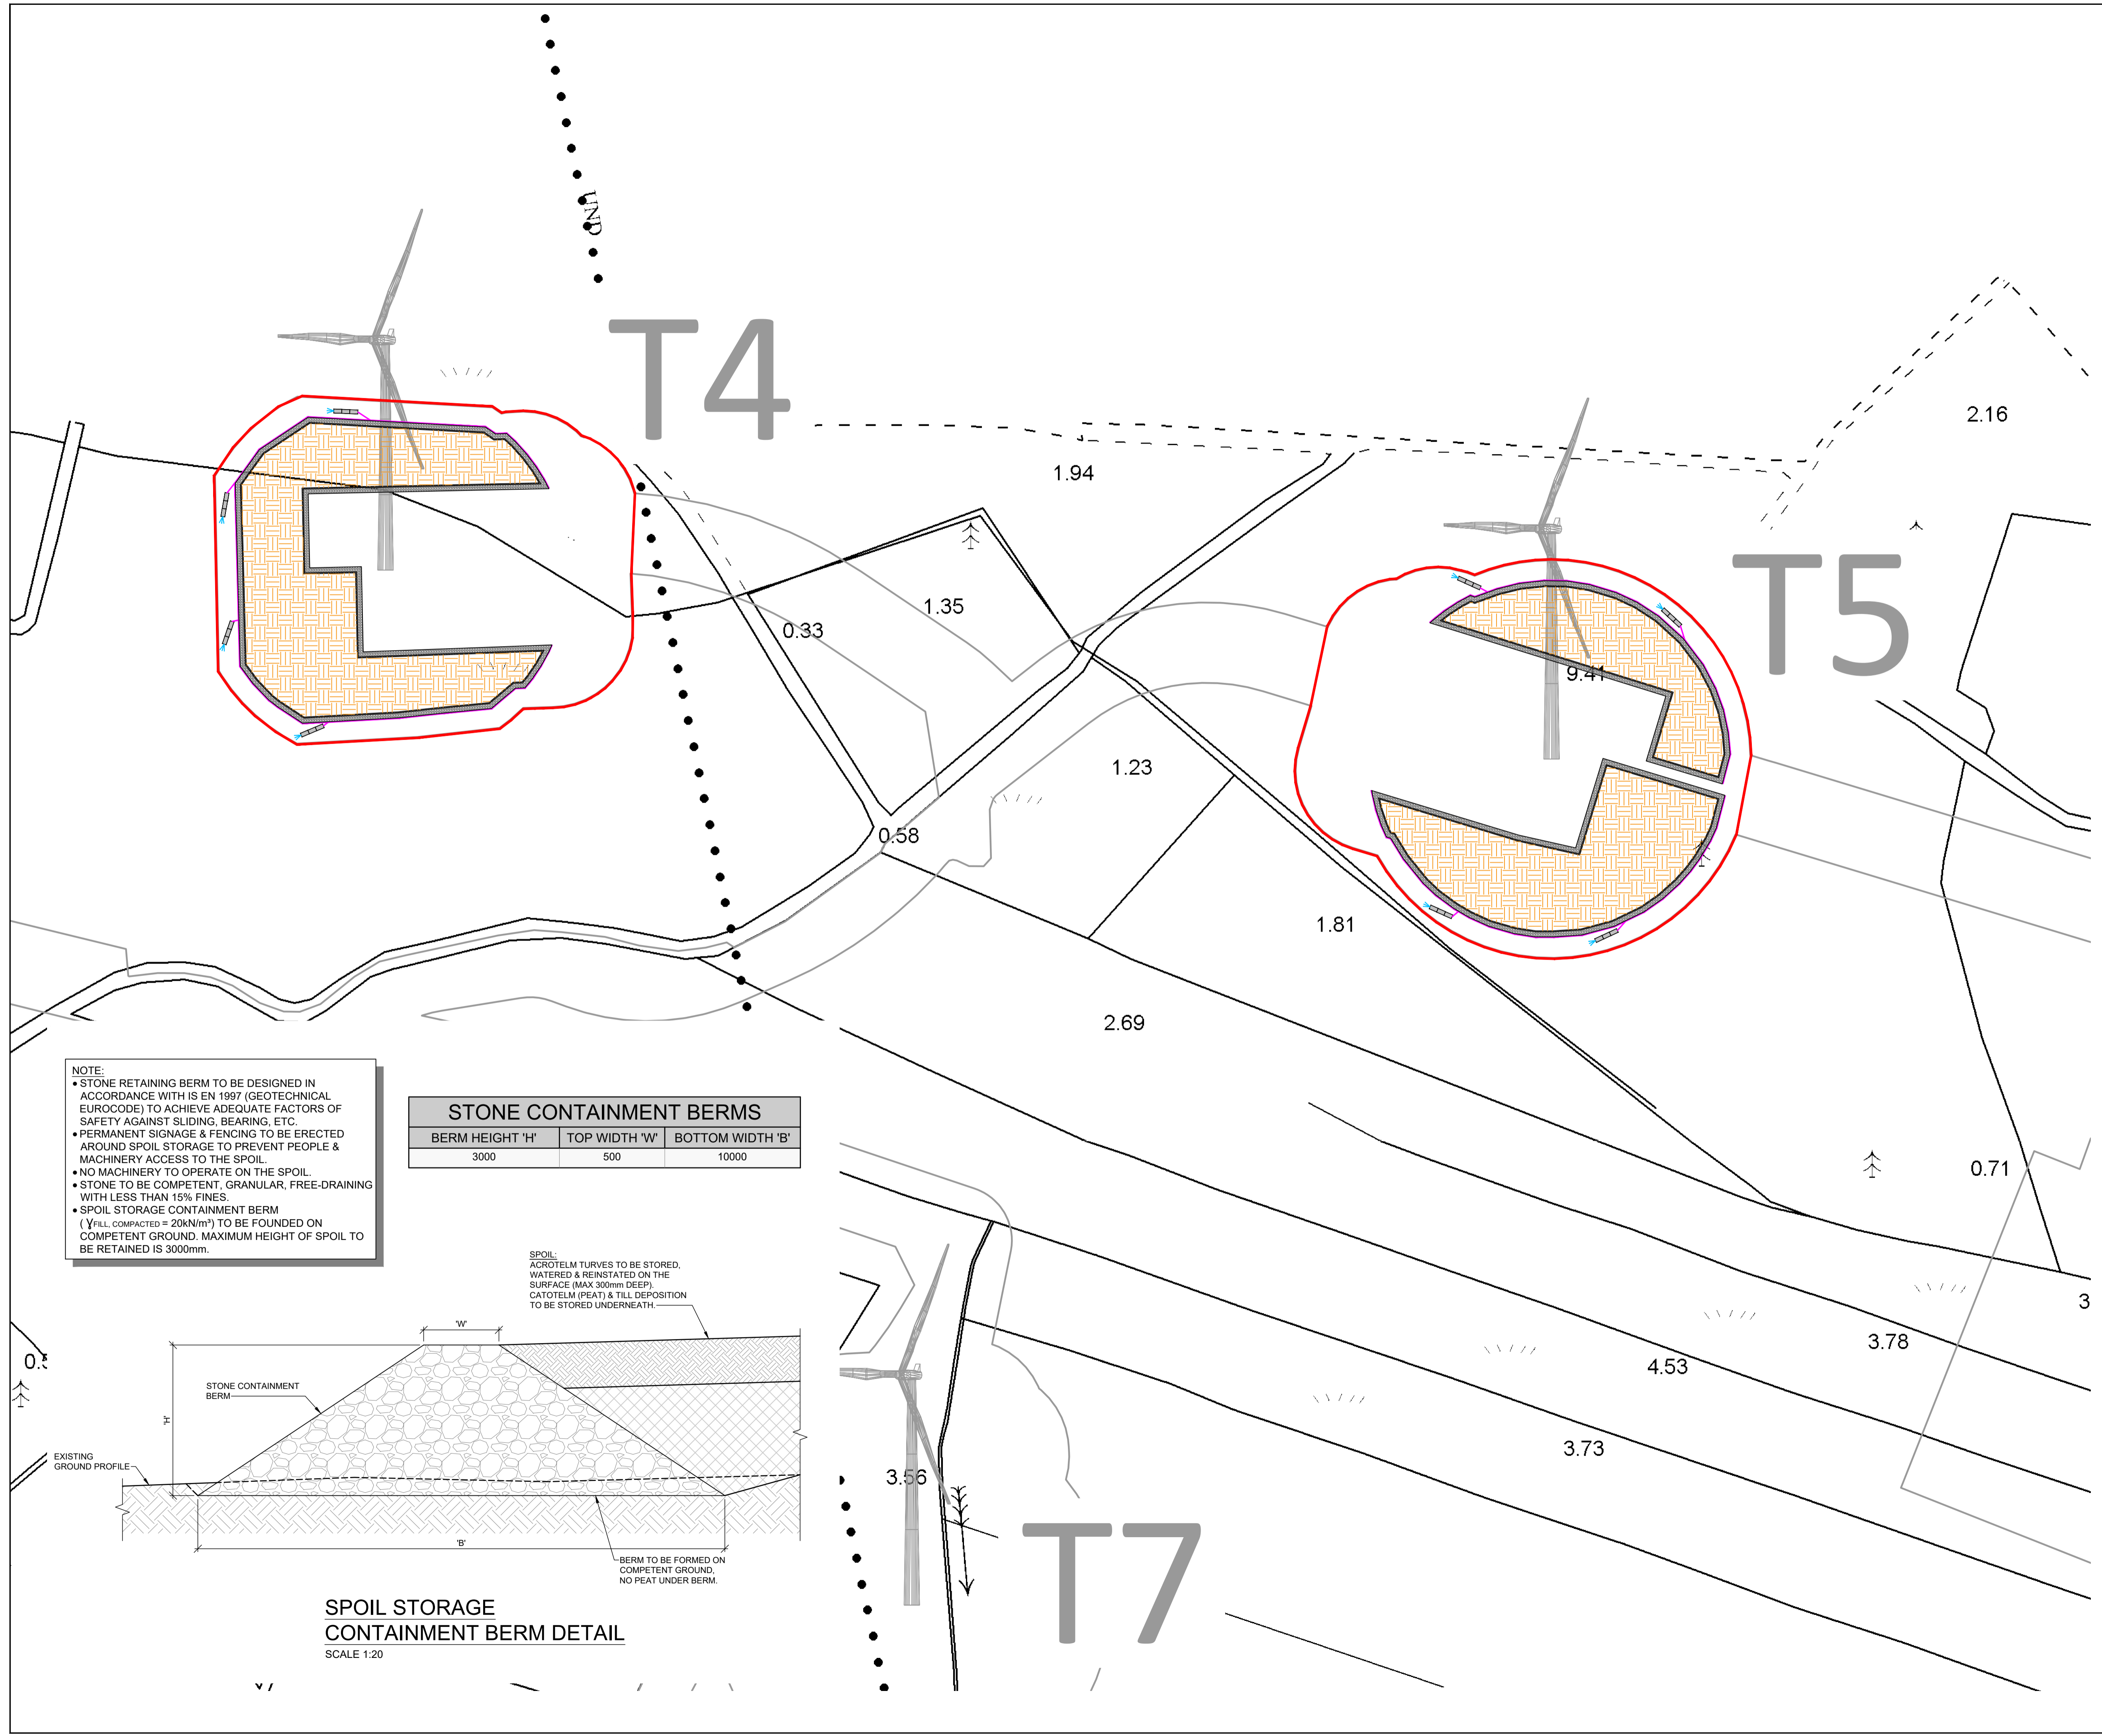 UND
T4
2.16
1.94
T5
1.35
0.33
9.41
1.23
0.58
1.81
2.69
NOTE:
• STONE RETAINING BERM TO BE DESIGNED IN
ACCORDANCE WITH IS EN 1997 (GEOTECHNICAL
EUROCODE) TO ACHIEVE ADEQUATE FACTORS OF
SAFETY AGAINST SLIDING, BEARING, ETC.
• PERMANENT SIGNAGE & FENCING TO BE ERECTED
AROUND SPOIL STORAGE TO PREVENT PEOPLE &
MACHINERY ACCESS TO THE SPOIL.
• NO MACHINERY TO OPERATE ON THE SPOIL.
• STONE TO BE COMPETENT, GRANULAR, FREE-DRAINING
WITH LESS THAN 15% FINES.
• SPOIL STORAGE CONTAINMENT BERM
( ɣFILL, COMPACTED = 20kN/m³) TO BE FOUNDED ON
COMPETENT GROUND. MAXIMUM HEIGHT OF SPOIL TO
BE RETAINED IS 3000mm.
STONE CONTAINMENT BERMS
BERM HEIGHT 'H' TOP WIDTH 'W' BOTTOM WIDTH 'B'
3000 500 10000
0.71
SPOIL:
ACROTELM TURVES TO BE STORED,
WATERED & REINSTATED ON THE
SURFACE (MAX 300mm DEEP).
CATOTELM (PEAT) & TILL DEPOSITION
TO BE STORED UNDERNEATH.
'W'
STONE CONTAINMENT
BERM
'H'
EXISTING
GROUND PROFILE
'B'
BERM TO BE FORMED ON
COMPETENT GROUND,
NO PEAT UNDER BERM.
SPOIL STORAGE
CONTAINMENT BERM DETAIL
SCALE 1:20
3
3.78
4.53
3.73
3.56
T7